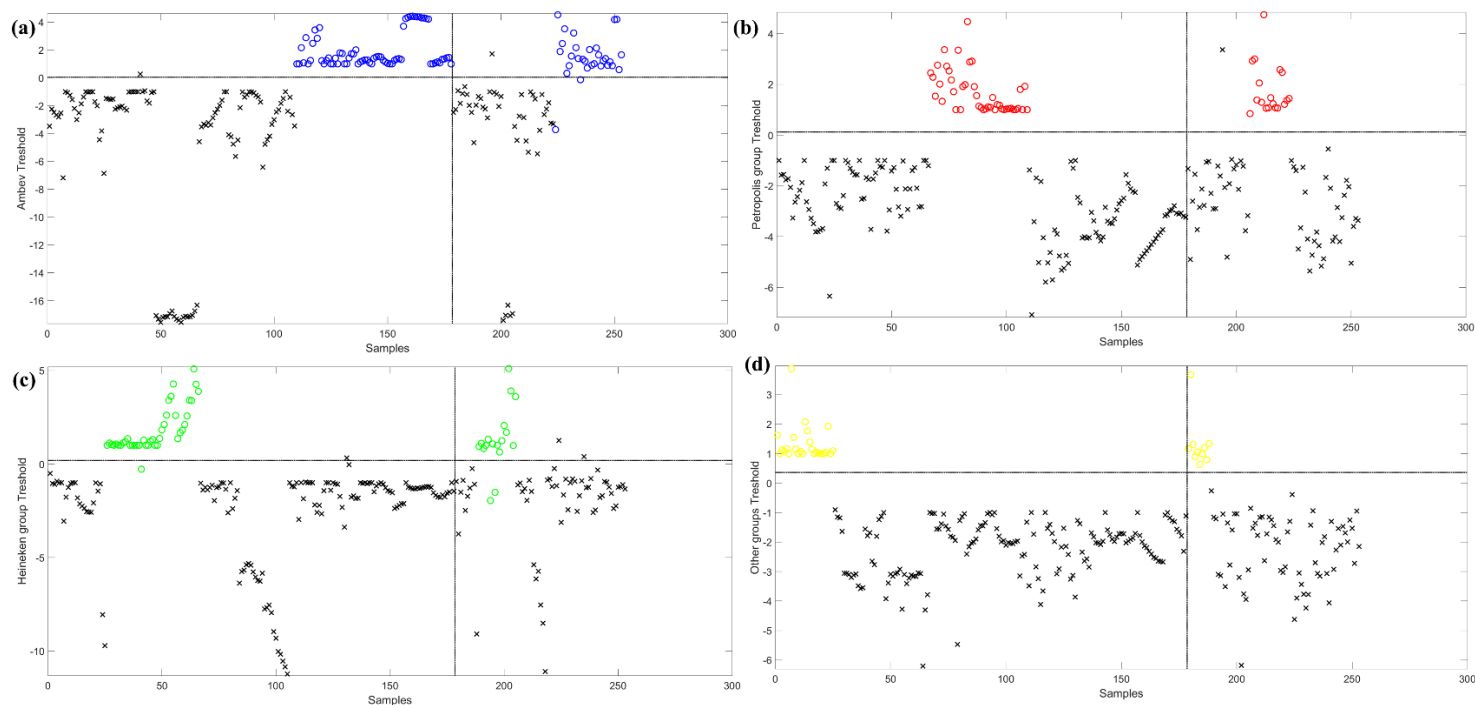 (a)
Ambev Treshold
4
2
0
-2
-4
-6
-8
-10
-12
-14
-16
0 50 100 150 200 250 300
Samples
(b)
Petropolis group Treshold
4
2
0
-2
-4
-6
0 50 100 150 200 250 300
Samples
(c)
Heineken group Treshold
5
0
-5
-10
0 50 100 150 200 250 300
Samples
(d)
Other groups Treshold
3
2
1
0
-1
-2
-3
-4
-5
-6
0 50 100 150 200 250 300
Samples